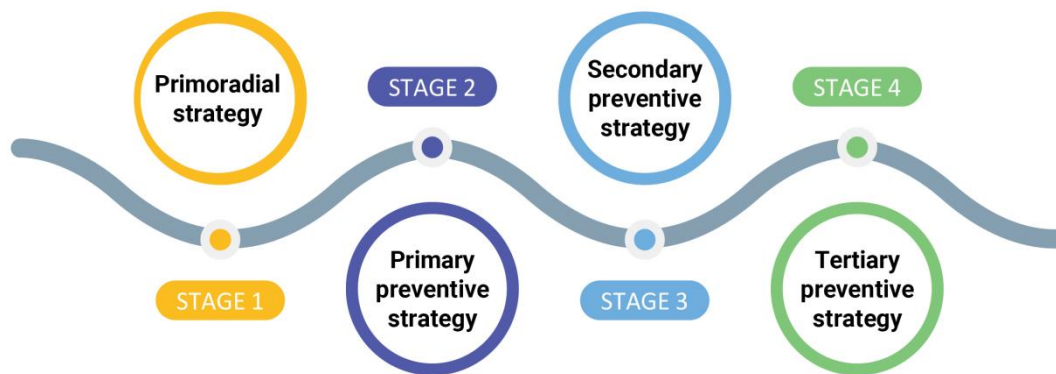 Primoradial
strategy
STAGE 1
STAGE 2
Primary
preventive
strategy
Secondary
preventive
strategy
STAGE 3
STAGE 4
Tertiary
preventive
strategy